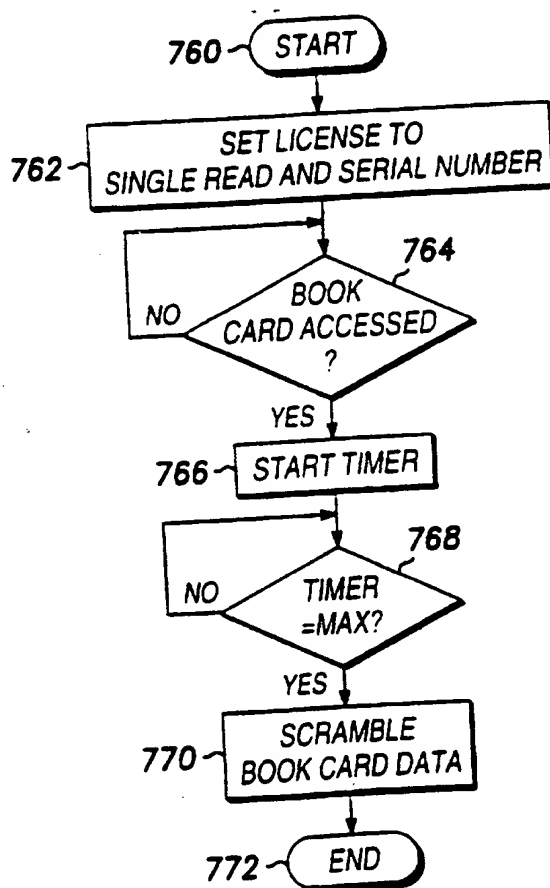 760
START
762
SET LICENSE TO
SINGLE READ AND SERIAL NUMBER
764
BOOK
CARD ACCESSED
?
NO
YES
766
START TIMER
768
TIMER
=MAX?
NO
YES
770
SCRAMBLE
BOOK CARD DATA
772
END